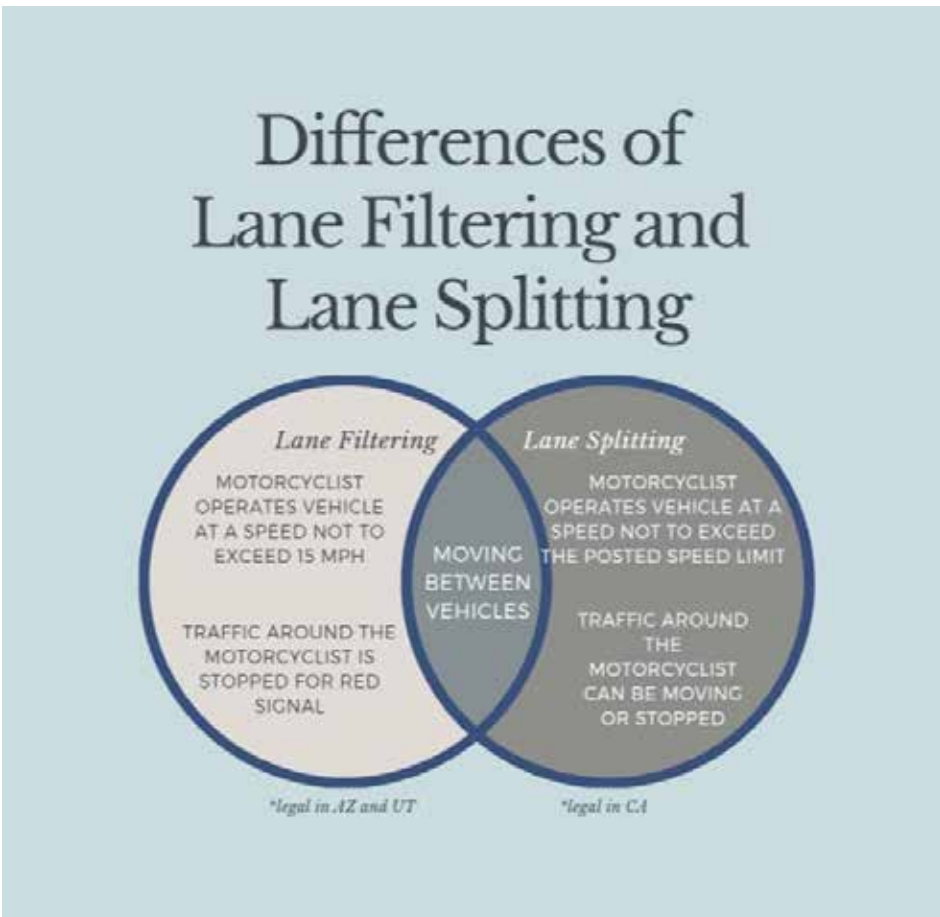 Differences of
Lane Filtering and
Lane Splitting
Lane Filtering
MOTORCYCLIST
OPERATES VEHICLE
AT A SPEED NOT TO
EXCEED 15 MPH
TRAFFIC AROUND THE
MOTORCYCLIST IS
STOPPED FOR RED
SIGNAL
MOVING
BETWEEN
VEHICLES
Lane Splitting
MOTORCYCLIST
OPERATES VEHICLE AT A
SPEED NOT TO EXCEED
THE POSTED SPEED LIMIT
TRAFFIC AROUND
THE
MOTORCYCLIST
CAN BE MOVING
OR STOPPED
*legal in AZ and UT
*legal in CA